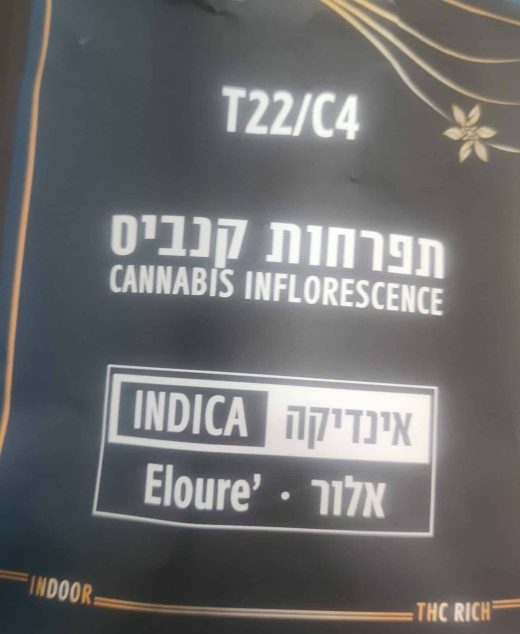 T22/C4
תפרחות קנביס
CANNABIS INFLORESCENCE
INDICA אינדיקה
Eloure’ · אלור
INDOOR
THC RICH